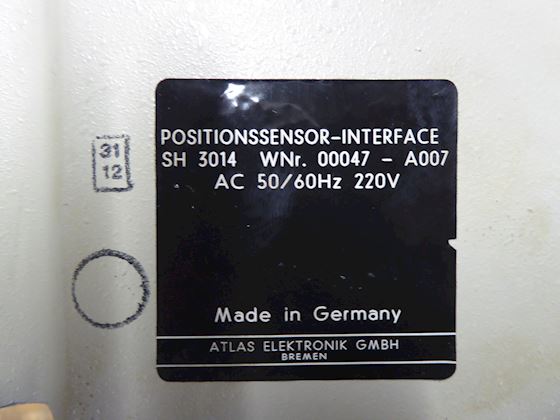 31
12
POSITIONSSENSOR-INTERFACE
SH 3014 WNr. 00047 - A007
AC 50/60Hz 220V
Made in Germany
ATLAS ELEKTRONIK GMBH
BREMEN